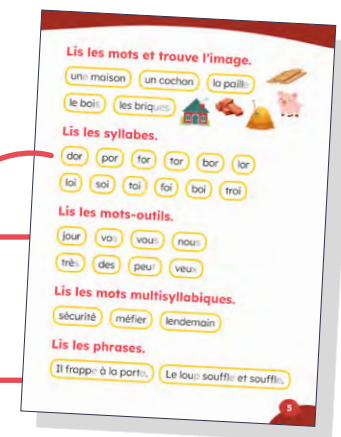 Lis les mots et trouve l'image.
une maison un cochon la paille
le bois les briques
Lis les syllabes.
dor por for tor bor lor
loi soi toi foi boi troi
Lis les mots-outils.
jour vos vous nous
très des peut veux
Lis les mots multisyllabiques.
sécurité méfier lendemain
Lis les phrases.
Il frappe à la porte. Le loup souffle et souffle.
5